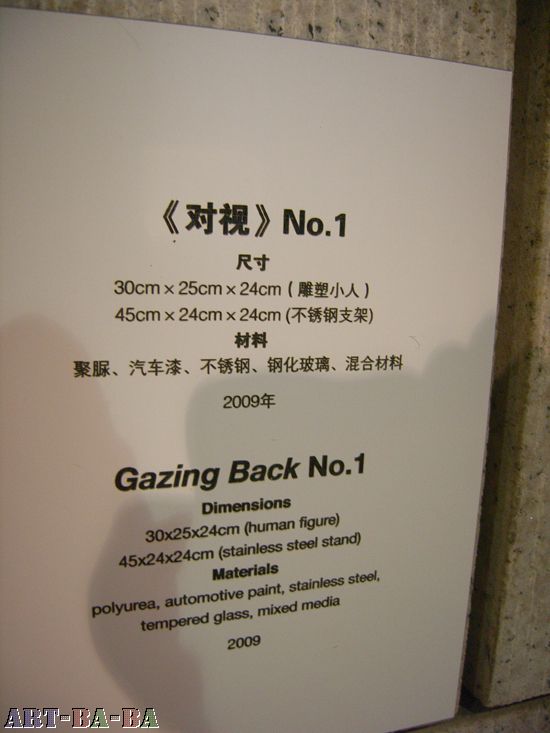 《对视》No.1
尺寸
30cm×25cm×24cm（雕塑小人）
45cm×24cm×24cm (不锈钢支架)
材料
聚脲、汽车漆、不锈钢、钢化玻璃、混合材料
2009年
Gazing Back No.1
Dimensions
30x25x24cm (human figure)
45x24x24cm (stainless steel stand)
Materials
polyurea, automotive paint, stainless steel,
tempered glass, mixed media
2009
ART-BA-BA